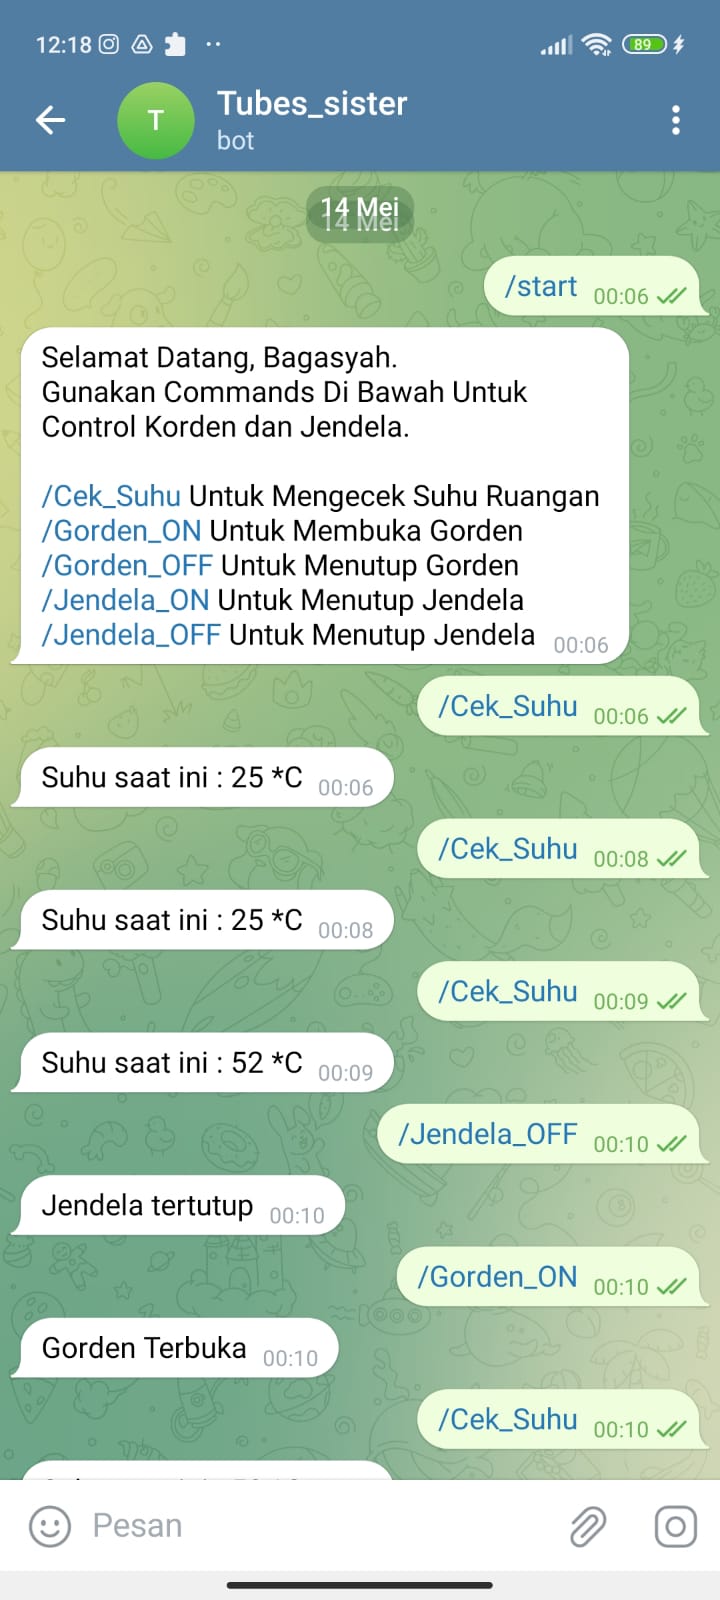 12:18
89
T
Tubes_sister
bot
14 Mei
14 Mei
/start 00:06
Selamat Datang, Bagasyah.
Gunakan Commands Di Bawah Untuk
Control Korden dan Jendela.
/Cek_Suhu Untuk Mengecek Suhu Ruangan
/Gorden_ON Untuk Membuka Gorden
/Gorden_OFF Untuk Menutup Gorden
/Jendela_ON Untuk Menutup Jendela
/Jendela_OFF Untuk Menutup Jendela 00:06
/Cek_Suhu 00:06
Suhu saat ini : 25 *C 00:06
/Cek_Suhu 00:08
Suhu saat ini : 25 *C 00:08
/Cek_Suhu 00:09
Suhu saat ini : 52 *C 00:09
/Jendela_OFF 00:10
Jendela tertutup 00:10
/Gorden_ON 00:10
Gorden Terbuka 00:10
/Cek_Suhu 00:10
Pesan